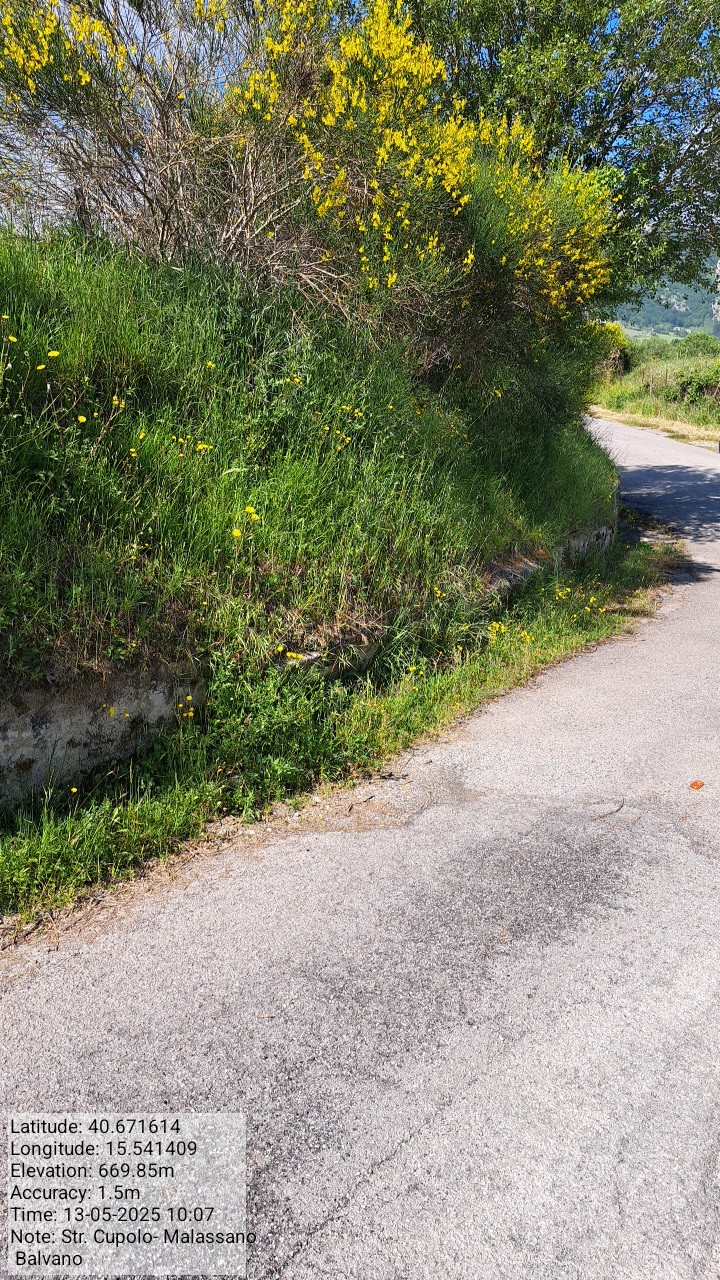 Latitude: 40.671614
Longitude: 15.541409
Elevation: 669.85m
Accuracy: 1.5m
Time: 13-05-2025 10:07
Note: Str. Cupolo- Malassano
Balvano